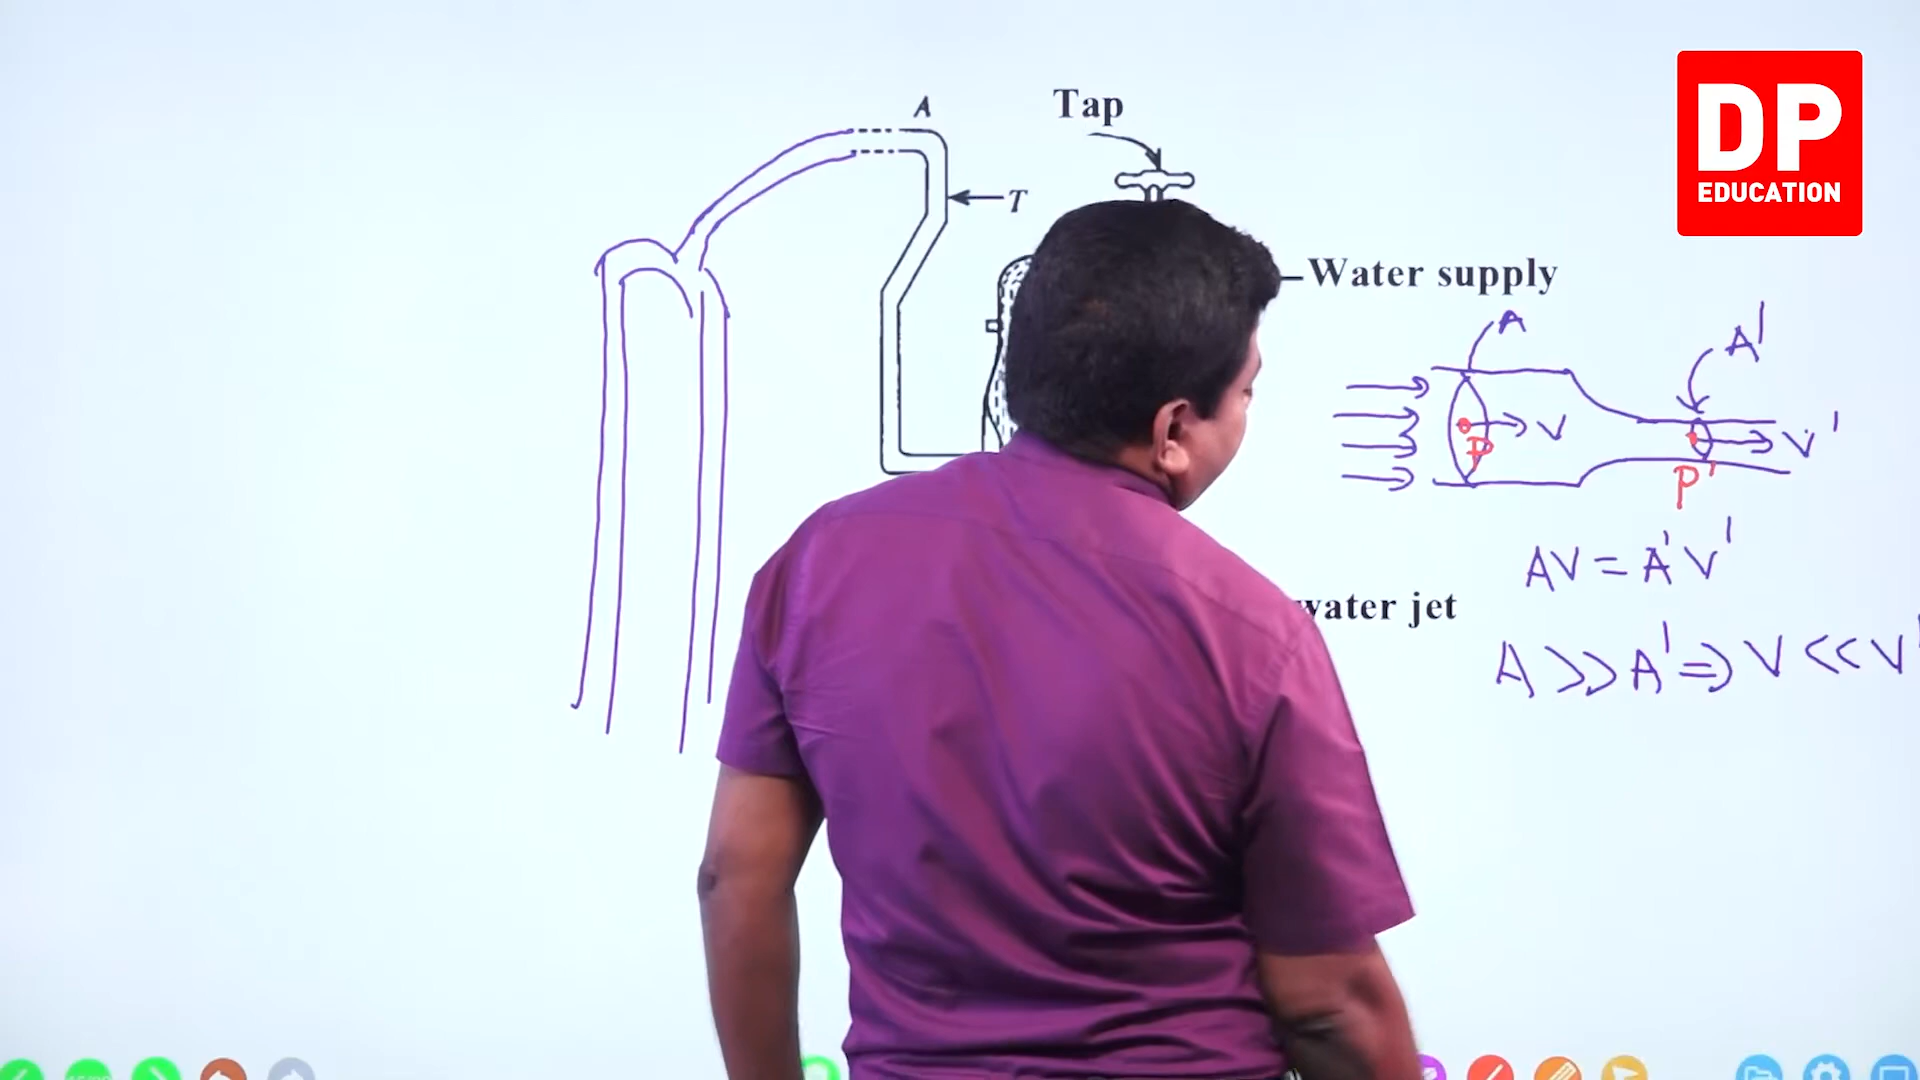 DP
EDUCATION
A
Tap
T
Water supply
A
A'
V
V'
P
P'
AV = A'V'
water jet
A >> A' => V << V'